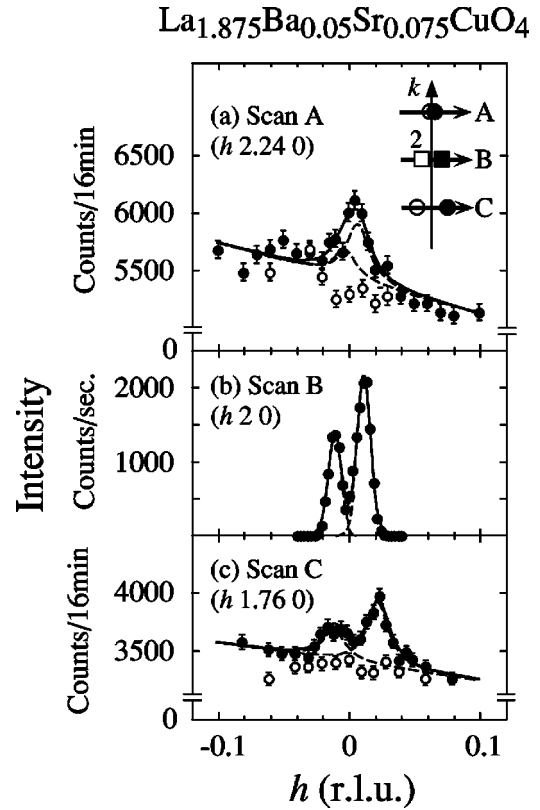 La1.875Ba0.05Sr0.075CuO4
(a) Scan A
(h 2.24 0)
k
A
2
B
C
6500
6000
5500
0
Counts/16min
(b) Scan B
(h 2 0)
2000
1000
0
Counts/sec.
Intensity
(c) Scan C
(h 1.76 0)
4000
3500
0
Counts/16min
-0.1
0
0.1
h (r.l.u.)